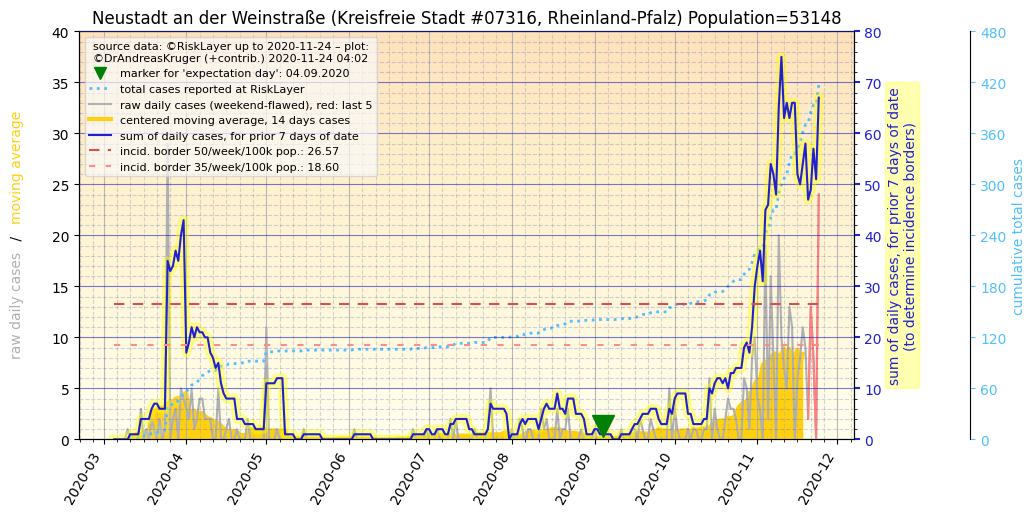 Neustadt an der Weinstraße (Kreisfreie Stadt #07316, Rheinland-Pfalz) Population=53148
source data: ©RiskLayer up to 2020-11-24 – plot:
©DrAndreasKruger (+contrib.) 2020-11-24 04:02
marker for 'expectation day': 04.09.2020
total cases reported at RiskLayer
raw daily cases (weekend-flawed), red: last 5
centered moving average, 14 days cases
sum of daily cases, for prior 7 days of date
incid. border 50/week/100k pop.: 26.57
incid. border 35/week/100k pop.: 18.60
raw daily cases / moving average
40
35
30
25
20
15
10
5
0
80
70
60
50
40
30
20
10
0
sum of daily cases, for prior 7 days of date
(to determine incidence borders)
480
420
360
300
240
180
120
60
0
cumulative total cases
2020-03
2020-04
2020-05
2020-06
2020-07
2020-08
2020-09
2020-10
2020-11
2020-12